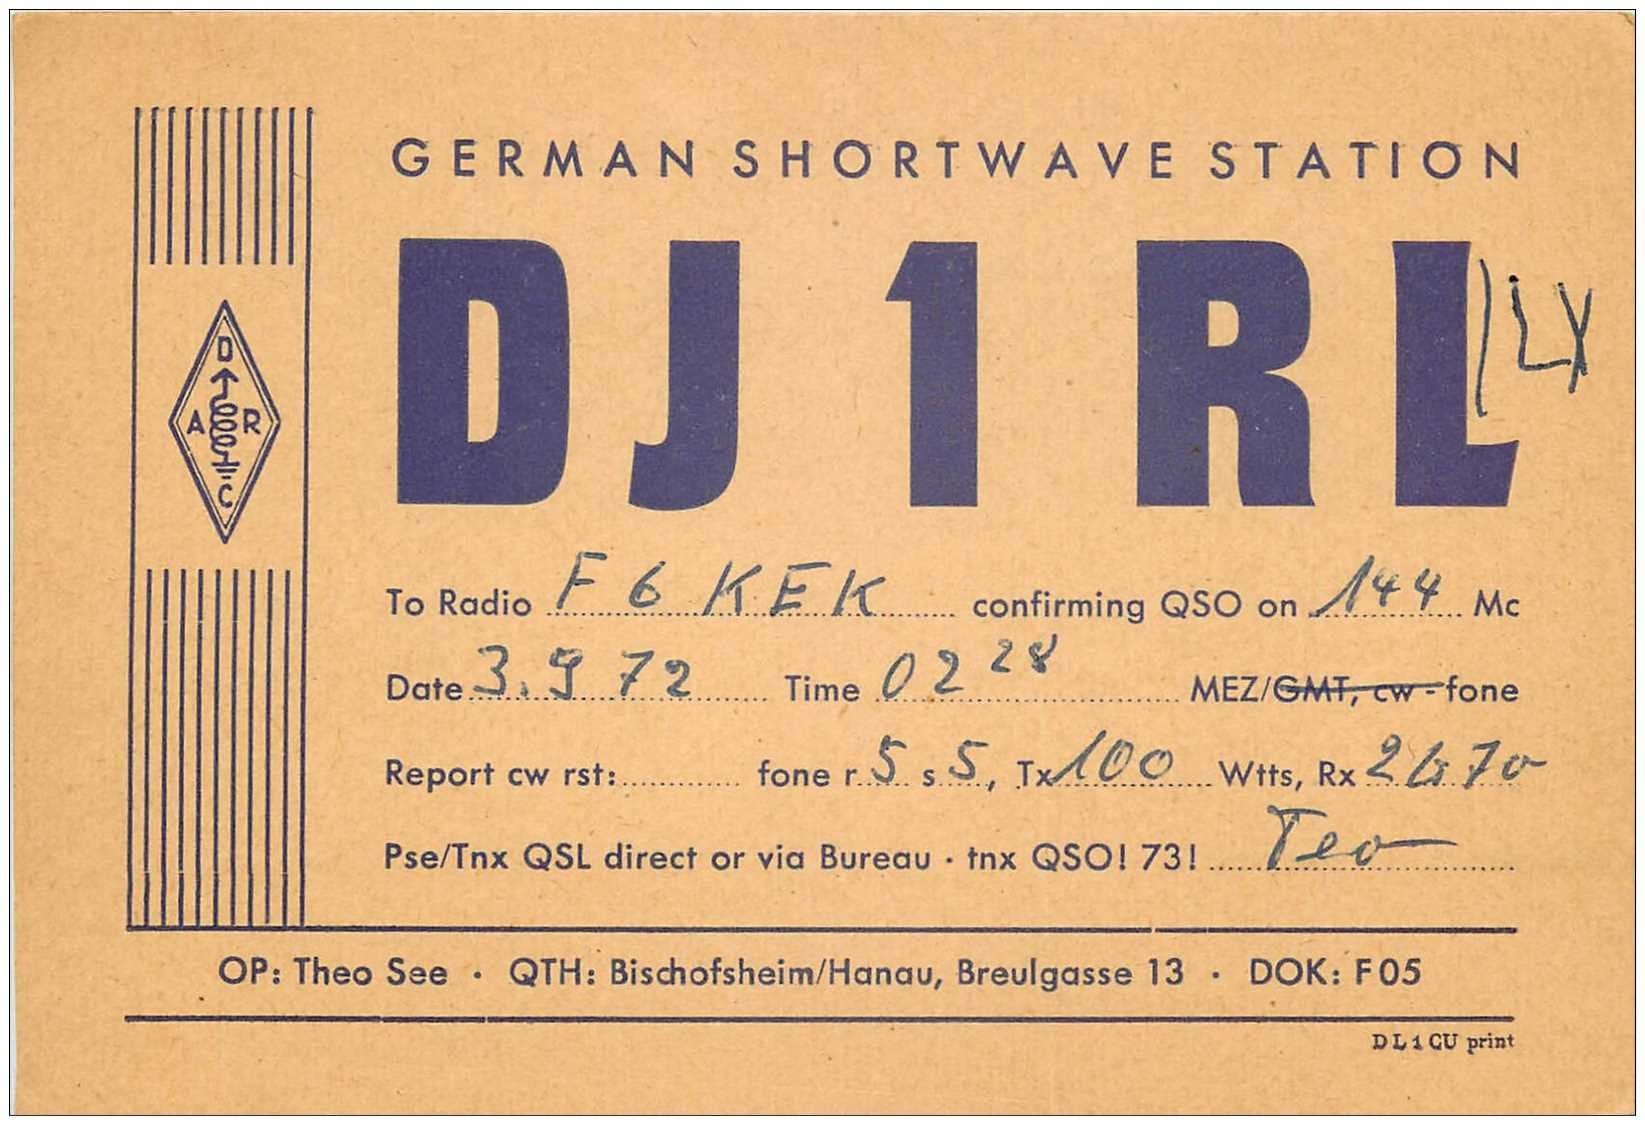 GERMAN SHORTWAVE STATION
DJ 1 RL /LX
D
A R
C
To Radio F6KEK confirming QSO on 144 Mc
Date 3.9 72 Time 02 28 MEZ/GMT, cw - fone
Report cw rst: fone r 5 s 5, Tx 100 Wtts, Rx
Pse/Tnx QSL direct or via Bureau · tnx QSO! 73! Teo
OP: Theo See · QTH: Bischofsheim/Hanau, Breulgasse 13 · DOK: F05
DL1CU print